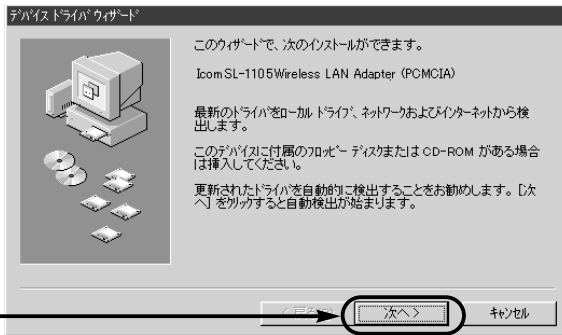 ﾃﾞﾊﾞｲｽ ﾄﾞﾗｲﾊﾞ ｳｨｻﾞｰﾄﾞ
このｳｨｻﾞｰﾄﾞで、次のｲﾝｽﾄｰﾙができます。
Icom SL-1105Wireless LAN Adapter (PCMCIA)
最新のﾄﾞﾗｲﾊﾞをﾛｰｶﾙ ﾄﾞﾗｲﾌﾞ、ﾈｯﾄﾜｰｸおよびｲﾝﾀｰﾈｯﾄから検
出します。
このﾃﾞﾊﾞｲｽに付属のﾌﾛｯﾋﾟｰ ﾃﾞｨｽｸまたは CD-ROM がある場合
は挿入してください。
更新されたﾄﾞﾗｲﾊﾞを自動的に検出することをお勧めします。［次
へ］をｸﾘｯｸすると自動検出が始まります。
< 戻る
次へ >
ｷｬﾝｾﾙ